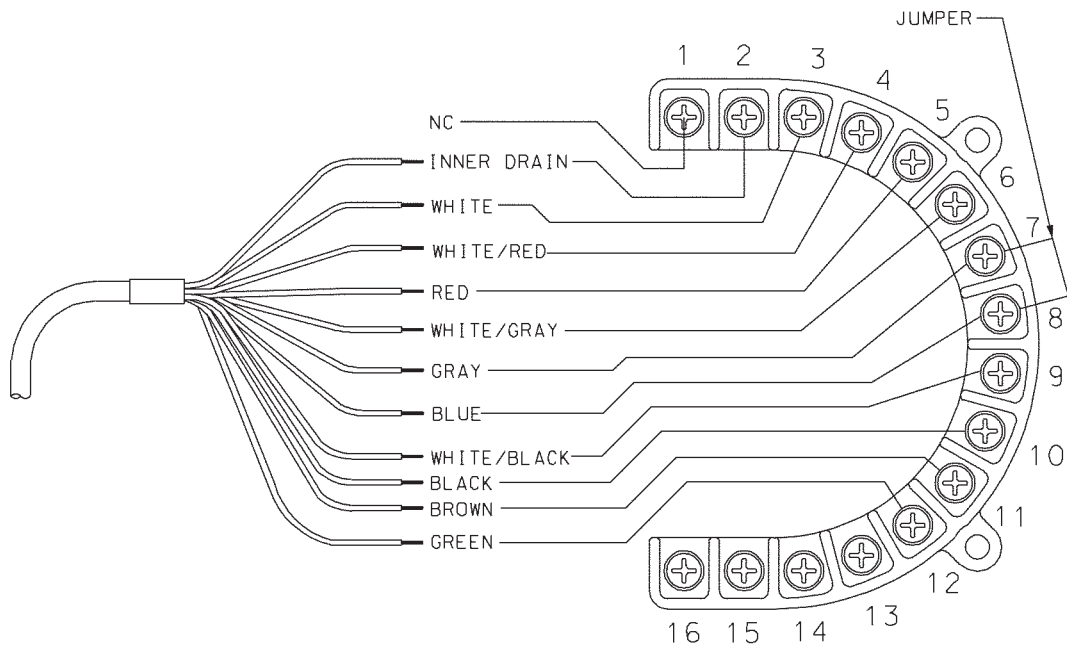 JUMPER
1
2
3
4
5
6
7
8
9
10
11
12
13
14
15
16
NC
INNER DRAIN
WHITE
WHITE/RED
RED
WHITE/GRAY
GRAY
BLUE
WHITE/BLACK
BLACK
BROWN
GREEN